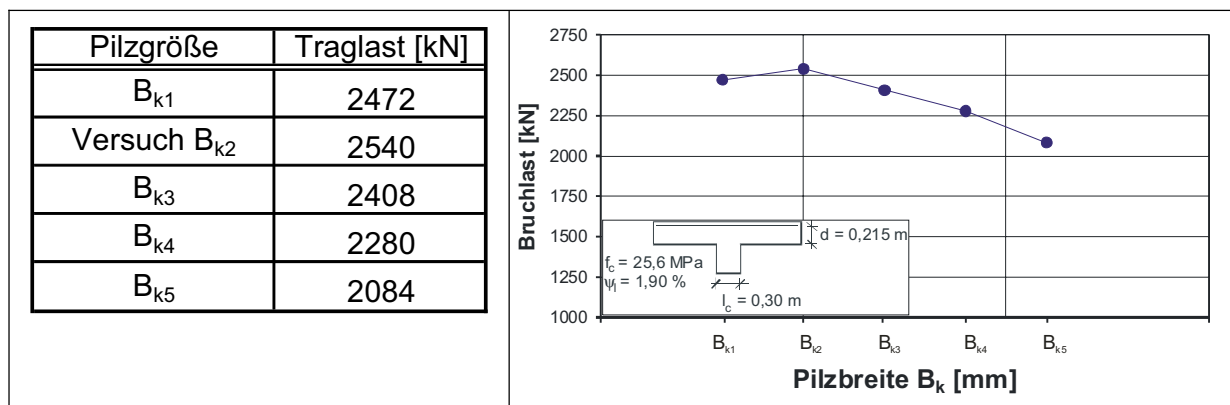 Pilzgröße Traglast [kN]
Bk1 2472
Versuch Bk2 2540
Bk3 2408
Bk4 2280
Bk5 2084
Bruchlast [kN]
2750
2500
2250
2000
1750
1500
1250
1000
d = 0,215 m
fc = 25,6 MPa
ψl = 1,90 %
lc = 0,30 m
Bk1 Bk2 Bk3 Bk4 Bk5
Pilzbreite Bk [mm]